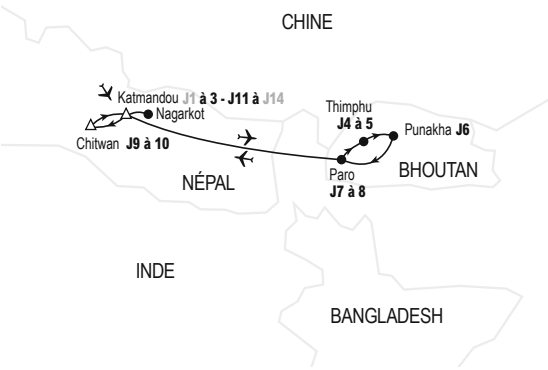 CHINE
Katmandou J1 à 3 - J11 à J14
Nagarkot
Chitwan J9 à 10
Thimphu
J4 à 5
Punakha J6
Paro
J7 à 8
BHOUTAN
NÉPAL
INDE
BANGLADESH